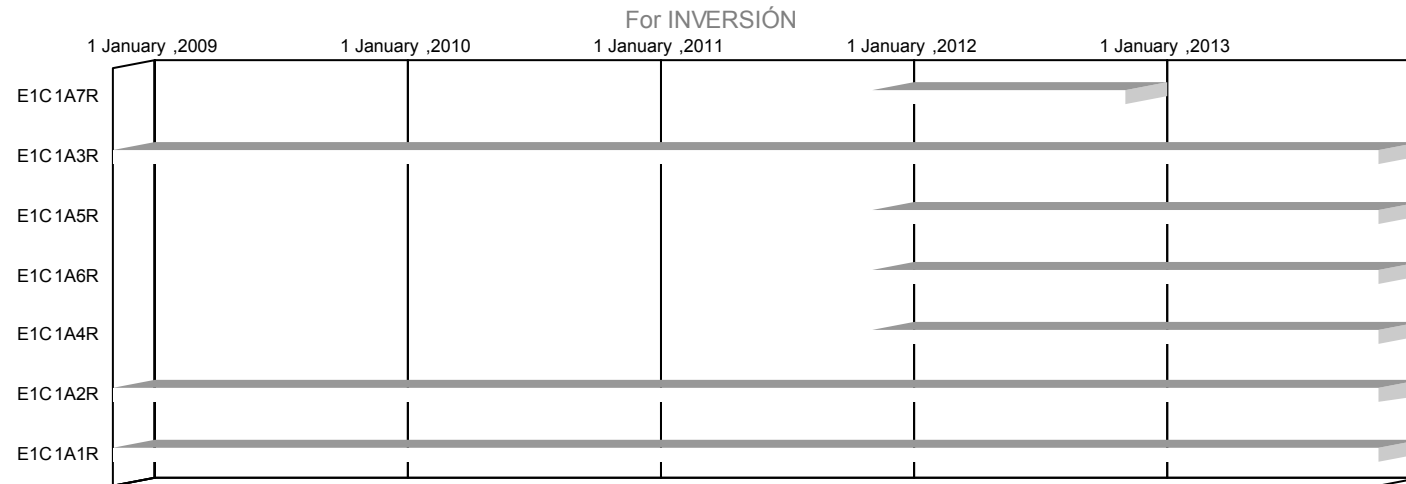 For INVERSIÓN
1 January ,2009 1 January ,2010 1 January ,2011 1 January ,2012 1 January ,2013
E1C1A7R
E1C1A3R
E1C1A5R
E1C1A6R
E1C1A4R
E1C1A2R
E1C1A1R